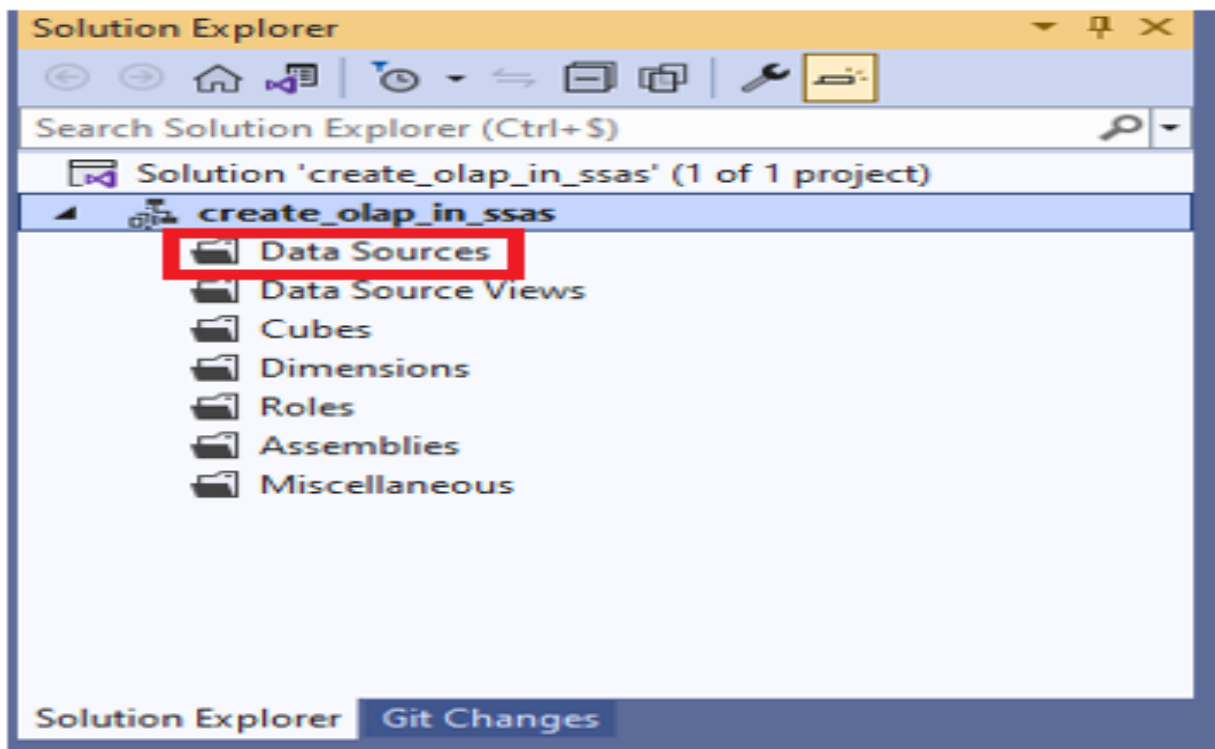 Solution Explorer
Search Solution Explorer (Ctrl+$)
Solution 'create_olap_in_ssas' (1 of 1 project)
create_olap_in_ssas
Data Sources
Data Source Views
Cubes
Dimensions
Roles
Assemblies
Miscellaneous
Solution Explorer Git Changes